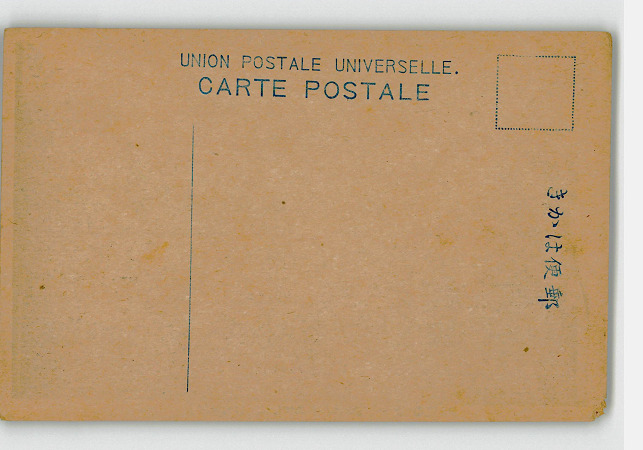 UNION POSTALE UNIVERSELLE.
CARTE POSTALE
郵便はかき